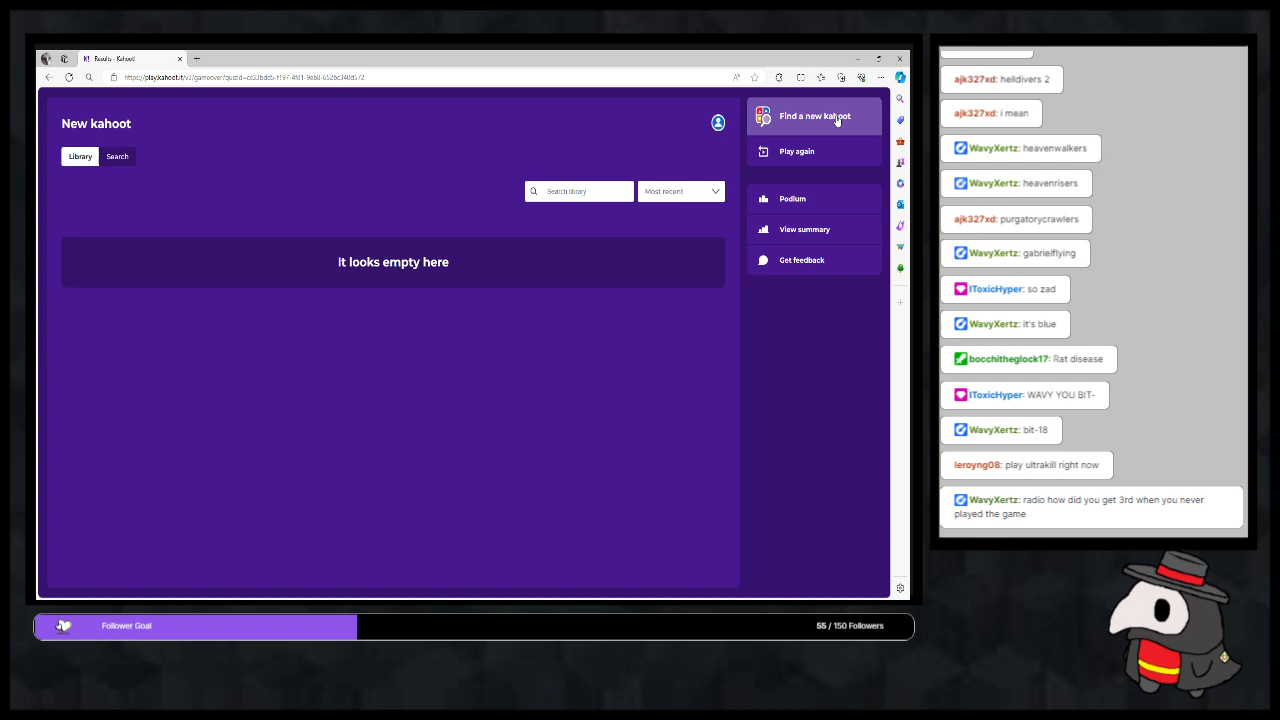 Results - Kahoot!
New kahoot
Library
Search
Search library
Most recent
It looks empty here
Find a new kahoot
Play again
Podium
View summary
Get feedback
Follower Goal
55 / 150 Followers
ajk327xd: helldivers 2
ajk327xd: i mean
WavyXertz: heavenwalkers
WavyXertz: heavenrisers
ajk327xd: purgatorycrawlers
WavyXertz: gabrielflying
IToxicHyper: so zad
WavyXertz: it's blue
bocchitheglock17: Rat disease
IToxicHyper: WAVY YOU BIT-
WavyXertz: bit-18
leroyng08: play ultrakill right now
WavyXertz: radio how did you get 3rd when you never
played the game